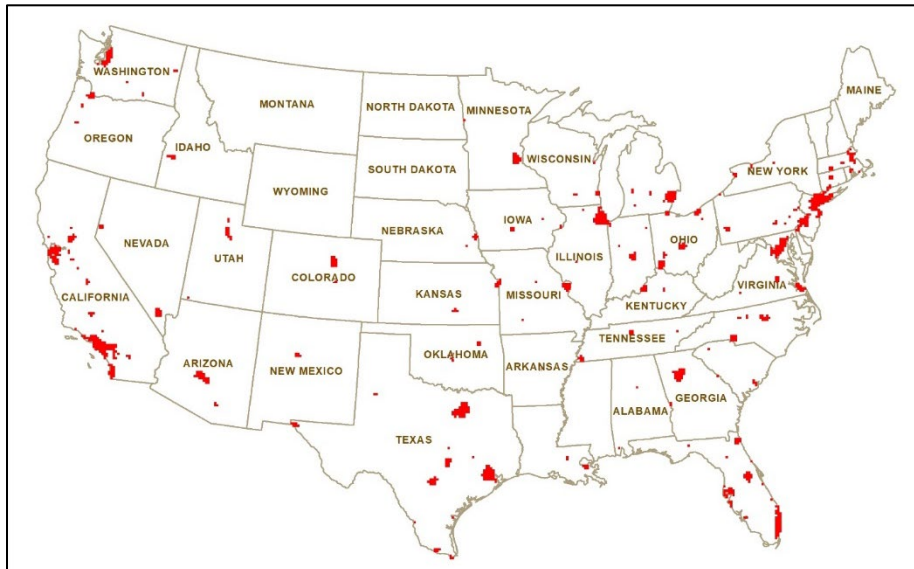 WASHINGTON
MONTANA
NORTH DAKOTA
MINNESOTA
MAINE
OREGON
IDAHO
SOUTH DAKOTA
WISCONSIN
NEW YORK
WYOMING
IOWA
NEBRASKA
NEVADA
UTAH
COLORADO
ILLINOIS
OHIO
CALIFORNIA
KANSAS
MISSOURI
KENTUCKY
VIRGINIA
ARIZONA
NEW MEXICO
OKLAHOMA
ARKANSAS
TENNESSEE
TEXAS
ALABAMA
GEORGIA